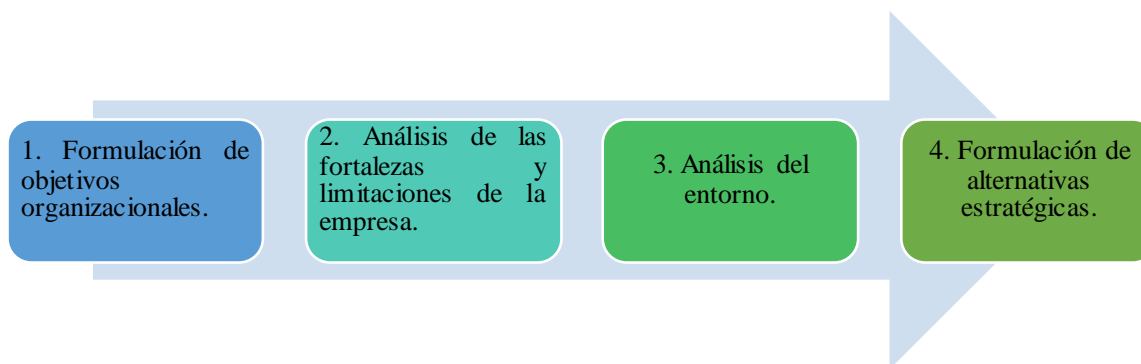 1. Formulación de
objetivos
organizacionales.
2. Análisis de las
fortalezas y
limitaciones de la
empresa.
3. Análisis del
entorno.
4. Formulación de
alternativas
estratégicas.